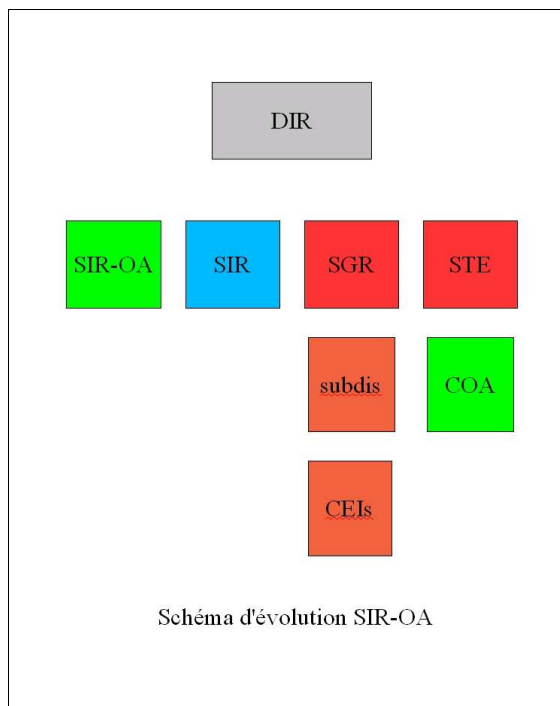 DIR
SIR-OA SIR SGR STE
subdis COA
CEIs
Schéma d'évolution SIR-OA